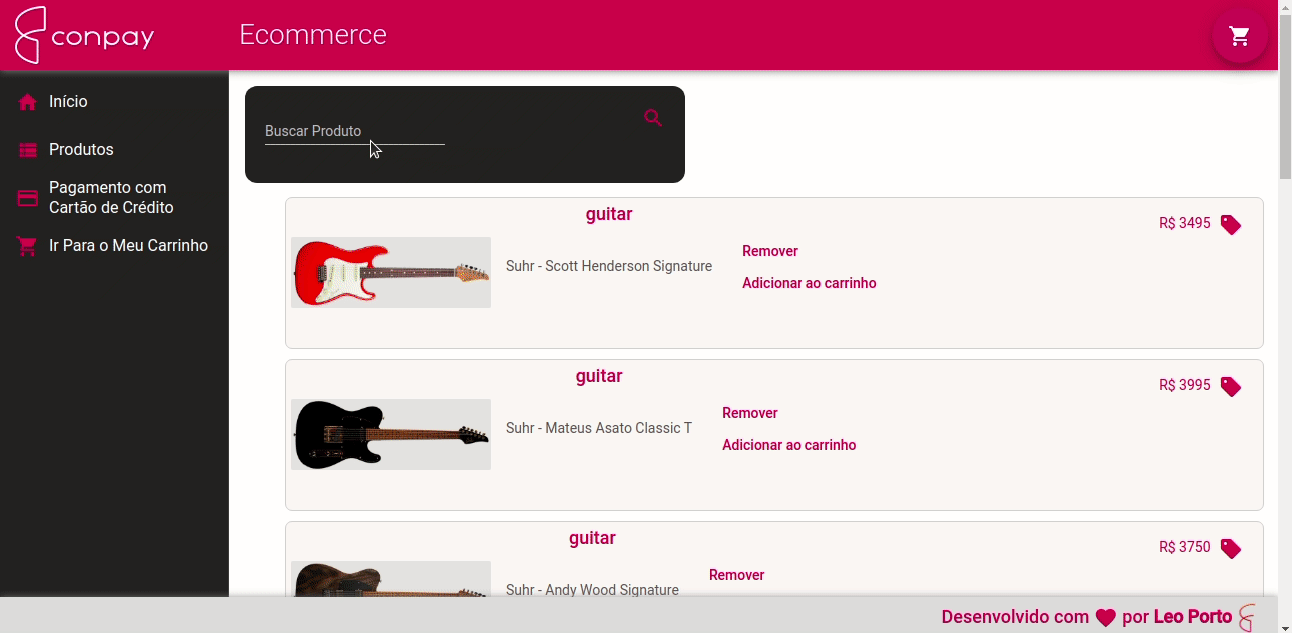 conpay
Ecommerce
Início
Produtos
Pagamento com
Cartão de Crédito
Ir Para o Meu Carrinho
Buscar Produto
guitar
R$ 3495
Suhr - Scott Henderson Signature
Remover
Adicionar ao carrinho
guitar
R$ 3995
Suhr - Mateus Asato Classic T
Remover
Adicionar ao carrinho
guitar
R$ 3750
Suhr - Andy Wood Signature
Remover
Desenvolvido com por Leo Porto